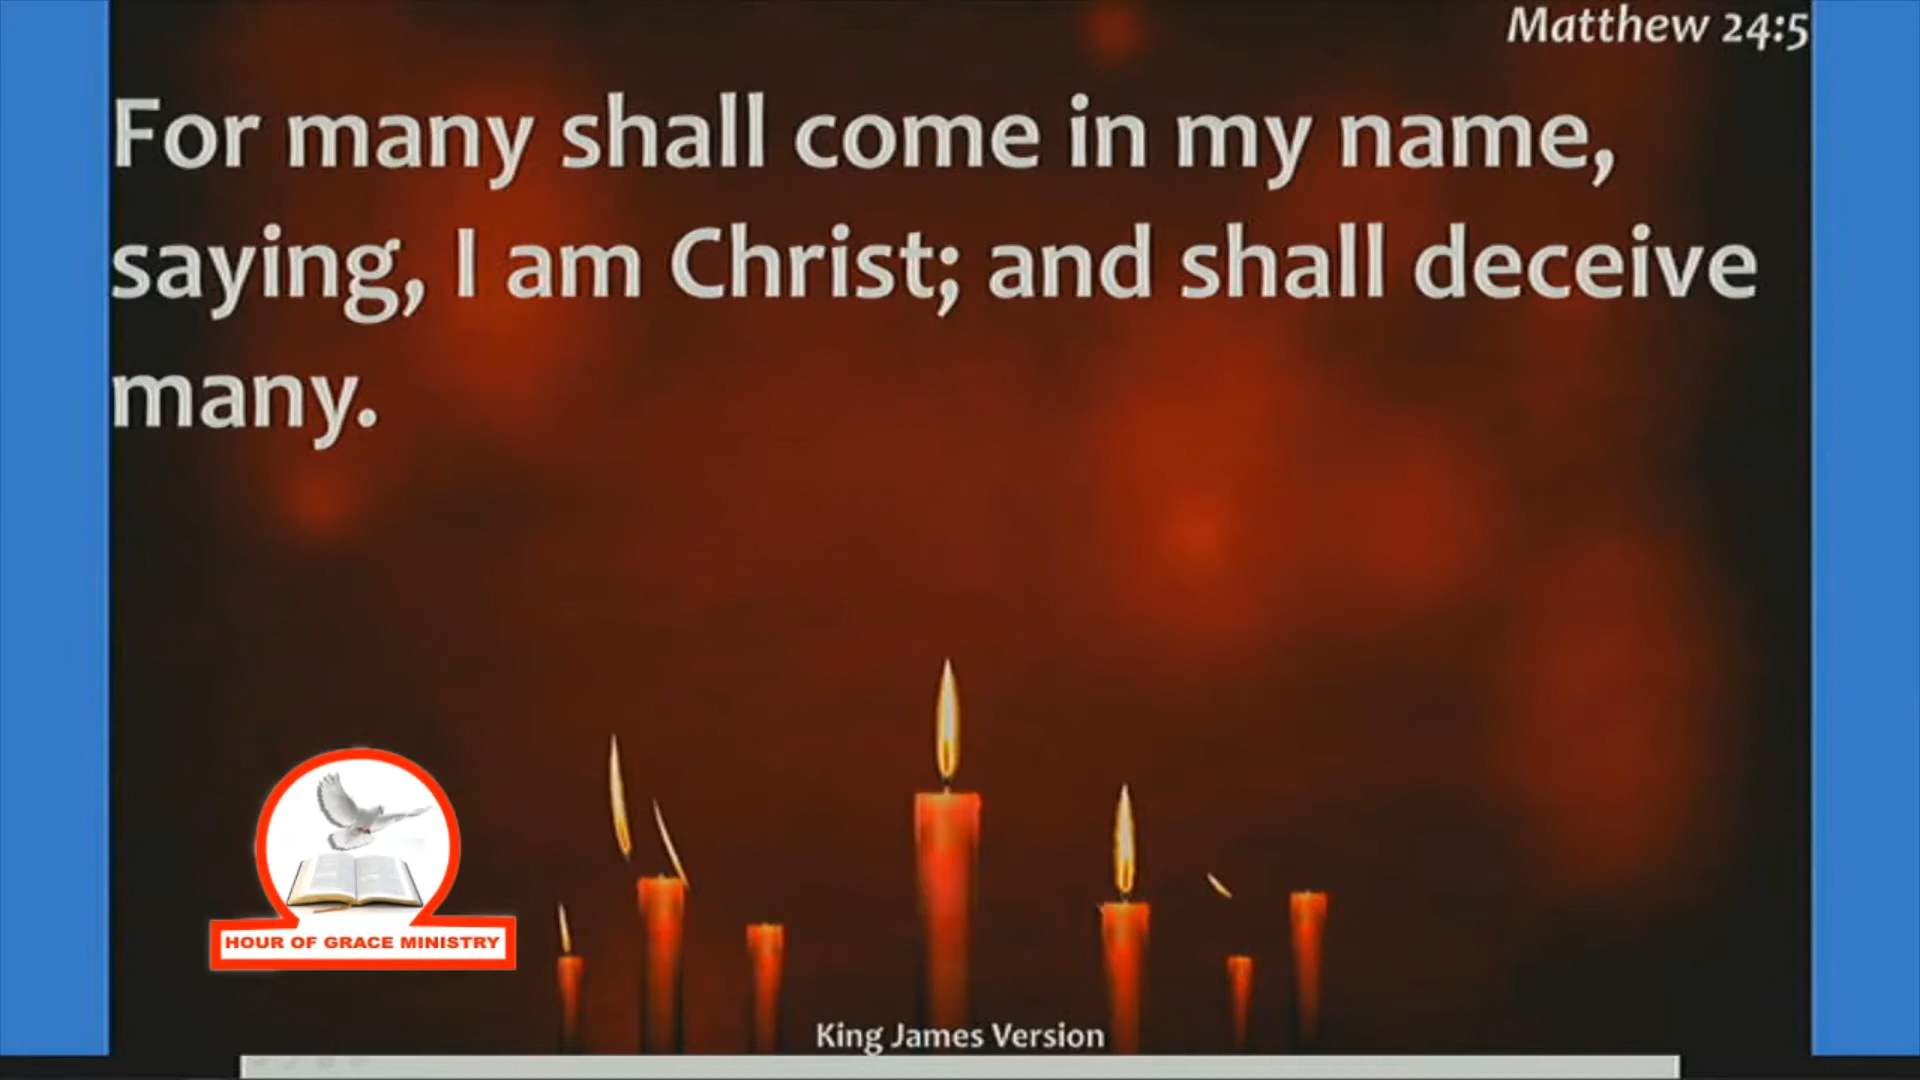 Matthew 24:5
For many shall come in my name,
saying, I am Christ; and shall deceive
many.
HOUR OF GRACE MINISTRY
King James Version